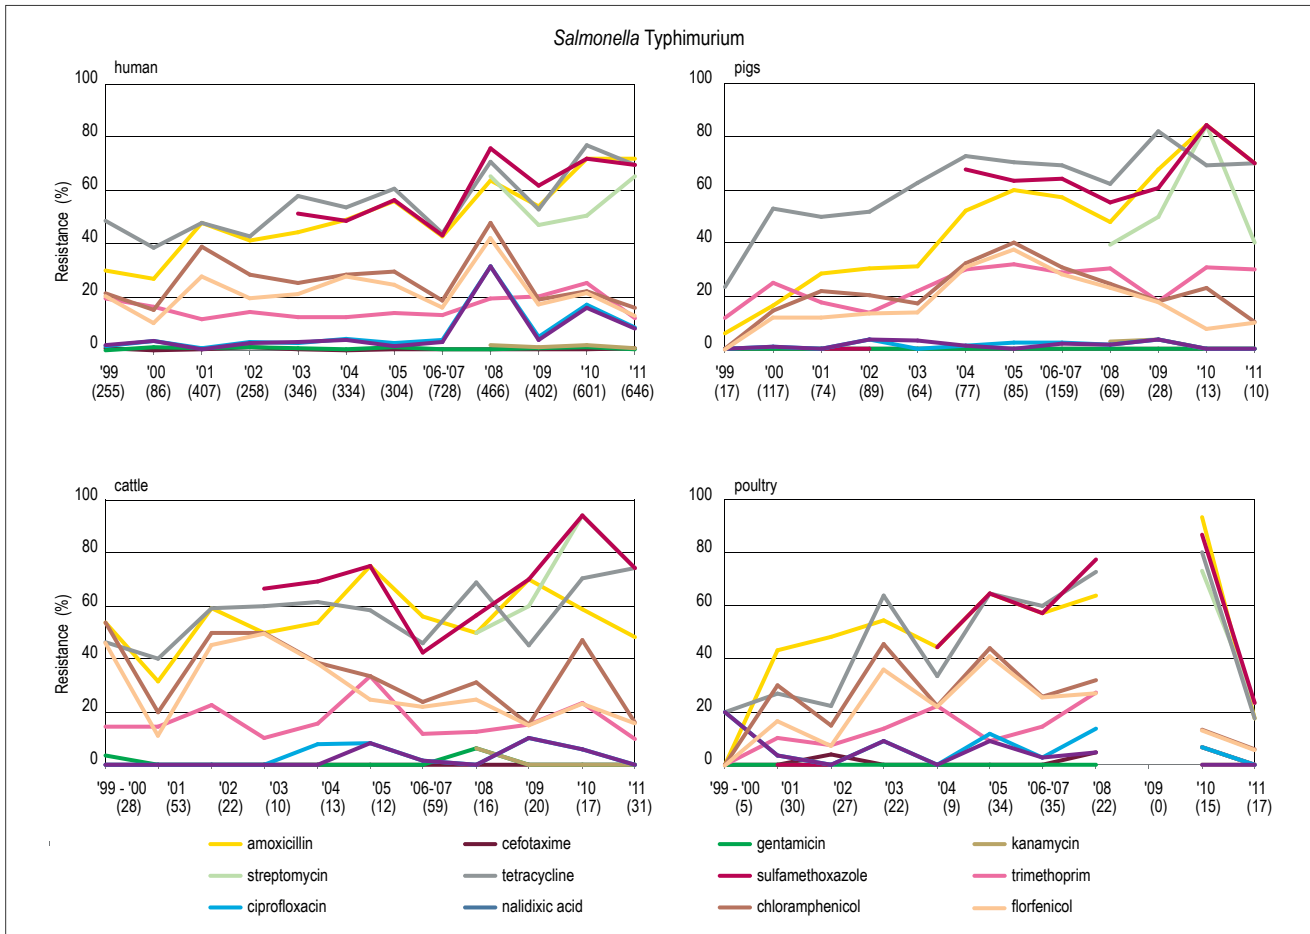 Salmonella Typhimurium
human
100
80
60
40
20
0
Resistance (%)
'99 '00 '01 '02 '03 '04 '05 '06-'07 '08 '09 '10 '11
(255) (86) (407) (258) (346) (334) (304) (728) (466) (402) (601) (646)
pigs
100
80
60
40
20
0
'99 '00 '01 '02 '03 '04 '05 '06-'07 '08 '09 '10 '11
(17) (117) (74) (89) (64) (77) (85) (159) (69) (28) (13) (10)
cattle
100
80
60
40
20
0
Resistance (%)
'99 - '00 '01 '02 '03 '04 '05 '06-'07 '08 '09 '10 '11
(28) (53) (22) (10) (13) (12) (59) (16) (20) (17) (31)
poultry
100
80
60
40
20
0
'99 - '00 '01 '02 '03 '04 '05 '06-'07 '08 '09 '10 '11
(5) (30) (27) (22) (9) (34) (35) (22) (0) (15) (17)
amoxicillin cefotaxime gentamicin kanamycin
streptomycin tetracycline sulfamethoxazole trimethoprim
ciprofloxacin nalidixic acid chloramphenicol florfenicol